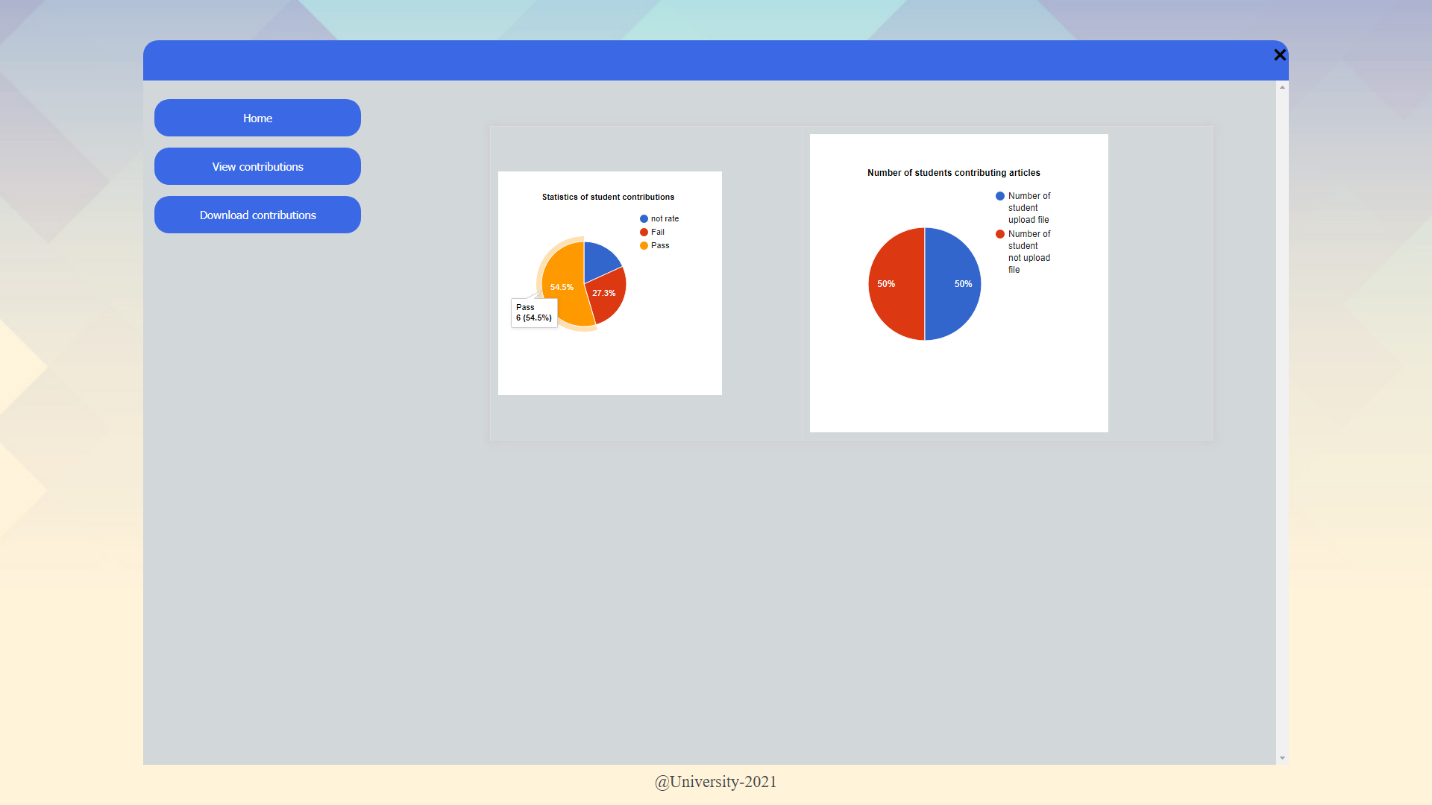 Home
View contributions
Download contributions
Statistics of student contributions
not rate
Fail
Pass
54.5%
27.3%
Pass
6 (54.5%)
Number of students contributing articles
Number of
student
upload file
Number of
student
not upload
file
50%
50%
@University-2021